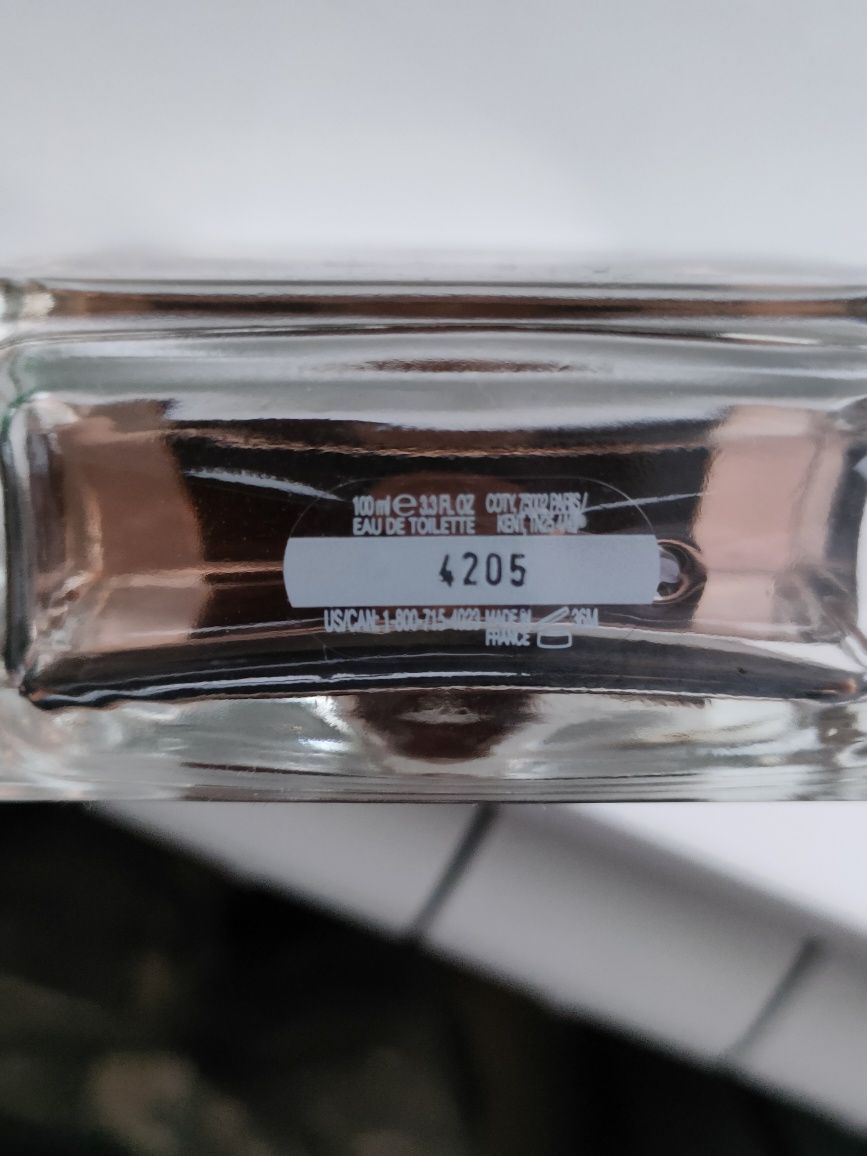 100 ml e 3.3 FL OZ
EAU DE TOILETTE
COTY, 75002 PARIS /
KENT,
4205
US/CAN: 1-800-715-4023
MADE IN
FRANCE
36M